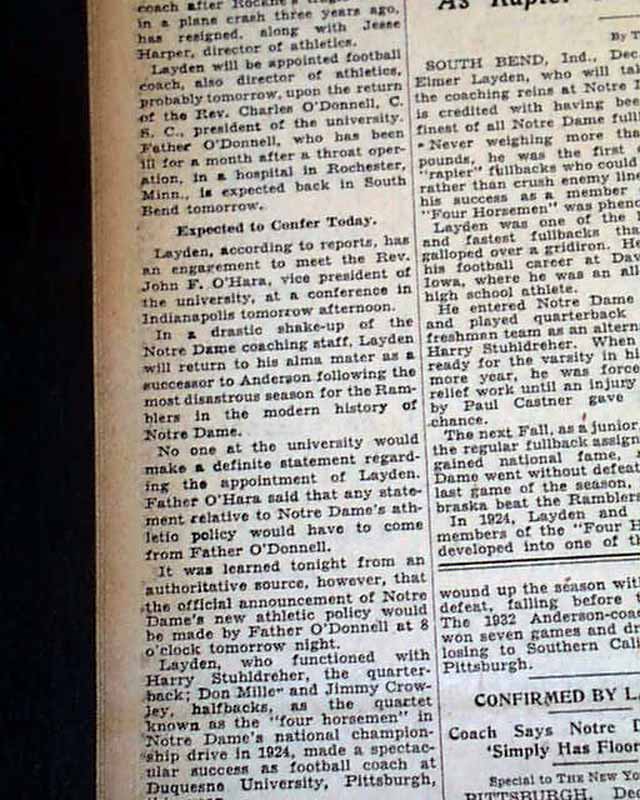 coach after Rockne's
in a plane crash three years ago,
has resigned, along with Jesse
Harper, director of athletics.
Layden will be appointed football
coach, also director of athletics,
probably tomorrow, upon the return
of the Rev. Charles O'Donnell, C.
S. C., president of the university.
Father O'Donnell, who has been
ill for a month after a throat oper-
ation, in a hospital in Rochester,
Minn., is expected back in South
Bend tomorrow.
Expected to Confer Today.
Layden, according to reports, has
an engagement to meet the Rev.
John F. O'Hara, vice president of
the university, at a conference in
Indianapolis tomorrow afternoon.
In a drastic shake-up of the
Notre Dame coaching staff, Layden
will return to his alma mater as a
successor to Anderson following the
most disastrous season for the Ram-
blers in the modern history of
Notre Dame.
No one at the university would
make a definite statement regard-
ing the appointment of Layden.
Father O'Hara said that any state-
ment relative to Notre Dame's ath-
letic policy would have to come
from Father O'Donnell.
It was learned tonight from an
authoritative source, however, that
the official announcement of Notre
Dame's new athletic policy would
be made by Father O'Donnell at 8
o'clock tomorrow night.
Layden, who functioned with
Harry Stuhldreher, the quarter-
back; Don Miller and Jimmy Crow-
ley, halfbacks, as the quartet
known as the "four horsemen" in
Notre Dame's national champion-
ship drive in 1924, made a spectac-
ular success as football coach at
Duquesne University, Pittsburgh,
As Rapier
By T
SOUTH BEND, Ind., Dec.
Elmer Layden, who will tak
the coaching reins at Notre
is credited with having bee
finest of all Notre Dame full
Never weighing more tha
pounds, he was the first
"rapier" fullbacks who could
rather than crush enemy line
his success as a member
"Four Horsemen" was pheno
Layden was one of the
and fastest fullbacks tha
galloped over a gridiron. He
his football career at Dav
Iowa, where he was an all
high school athlete.
He entered Notre Dame
and played quarterback
freshman team as an altern
Harry Stuhldreher. When
ready for the varsity in hi
more year, he was force
relief work until an injury
by Paul Castner gave
chance.
The next Fall, as a junior,
the regular fullback assign
gained national fame,
Dame went without defeat
last game of the season,
braska beat the Rambler
In 1924, Layden and
members of the "Four H
developed into one of th
wound up the season wit
defeat, falling before
The 1932 Anderson-coa
won seven games and dr
losing to Southern Cali
Pittsburgh.
CONFIRMED BY L
Coach Says Notre D
'Simply Has Floor
Special to THE NEW YO
PITTSBURGH, Dec